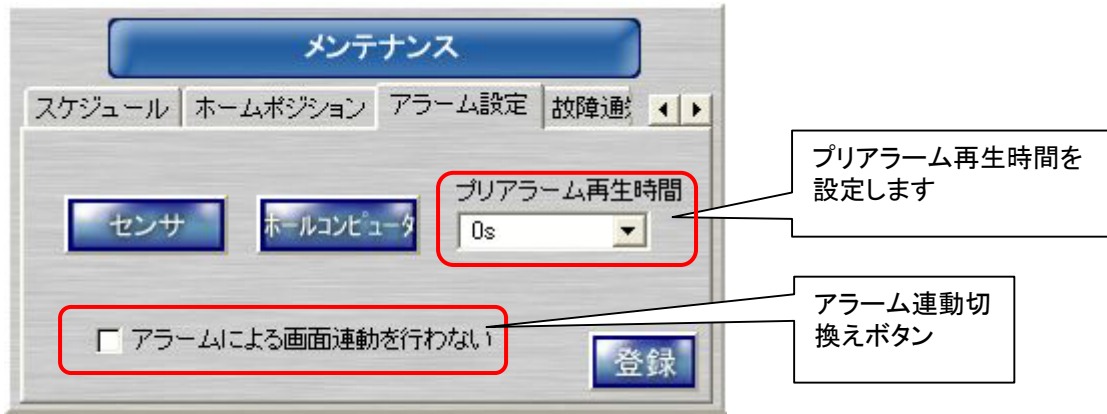 メンテナンス
スケジュール ホームポジション アラーム設定 故障通
プリアラーム再生時間を
設定します
プリアラーム再生時間
センサ ホールコンピュータ 0s
アラーム連動切
換えボタン
アラームによる画面連動を行わない
登録